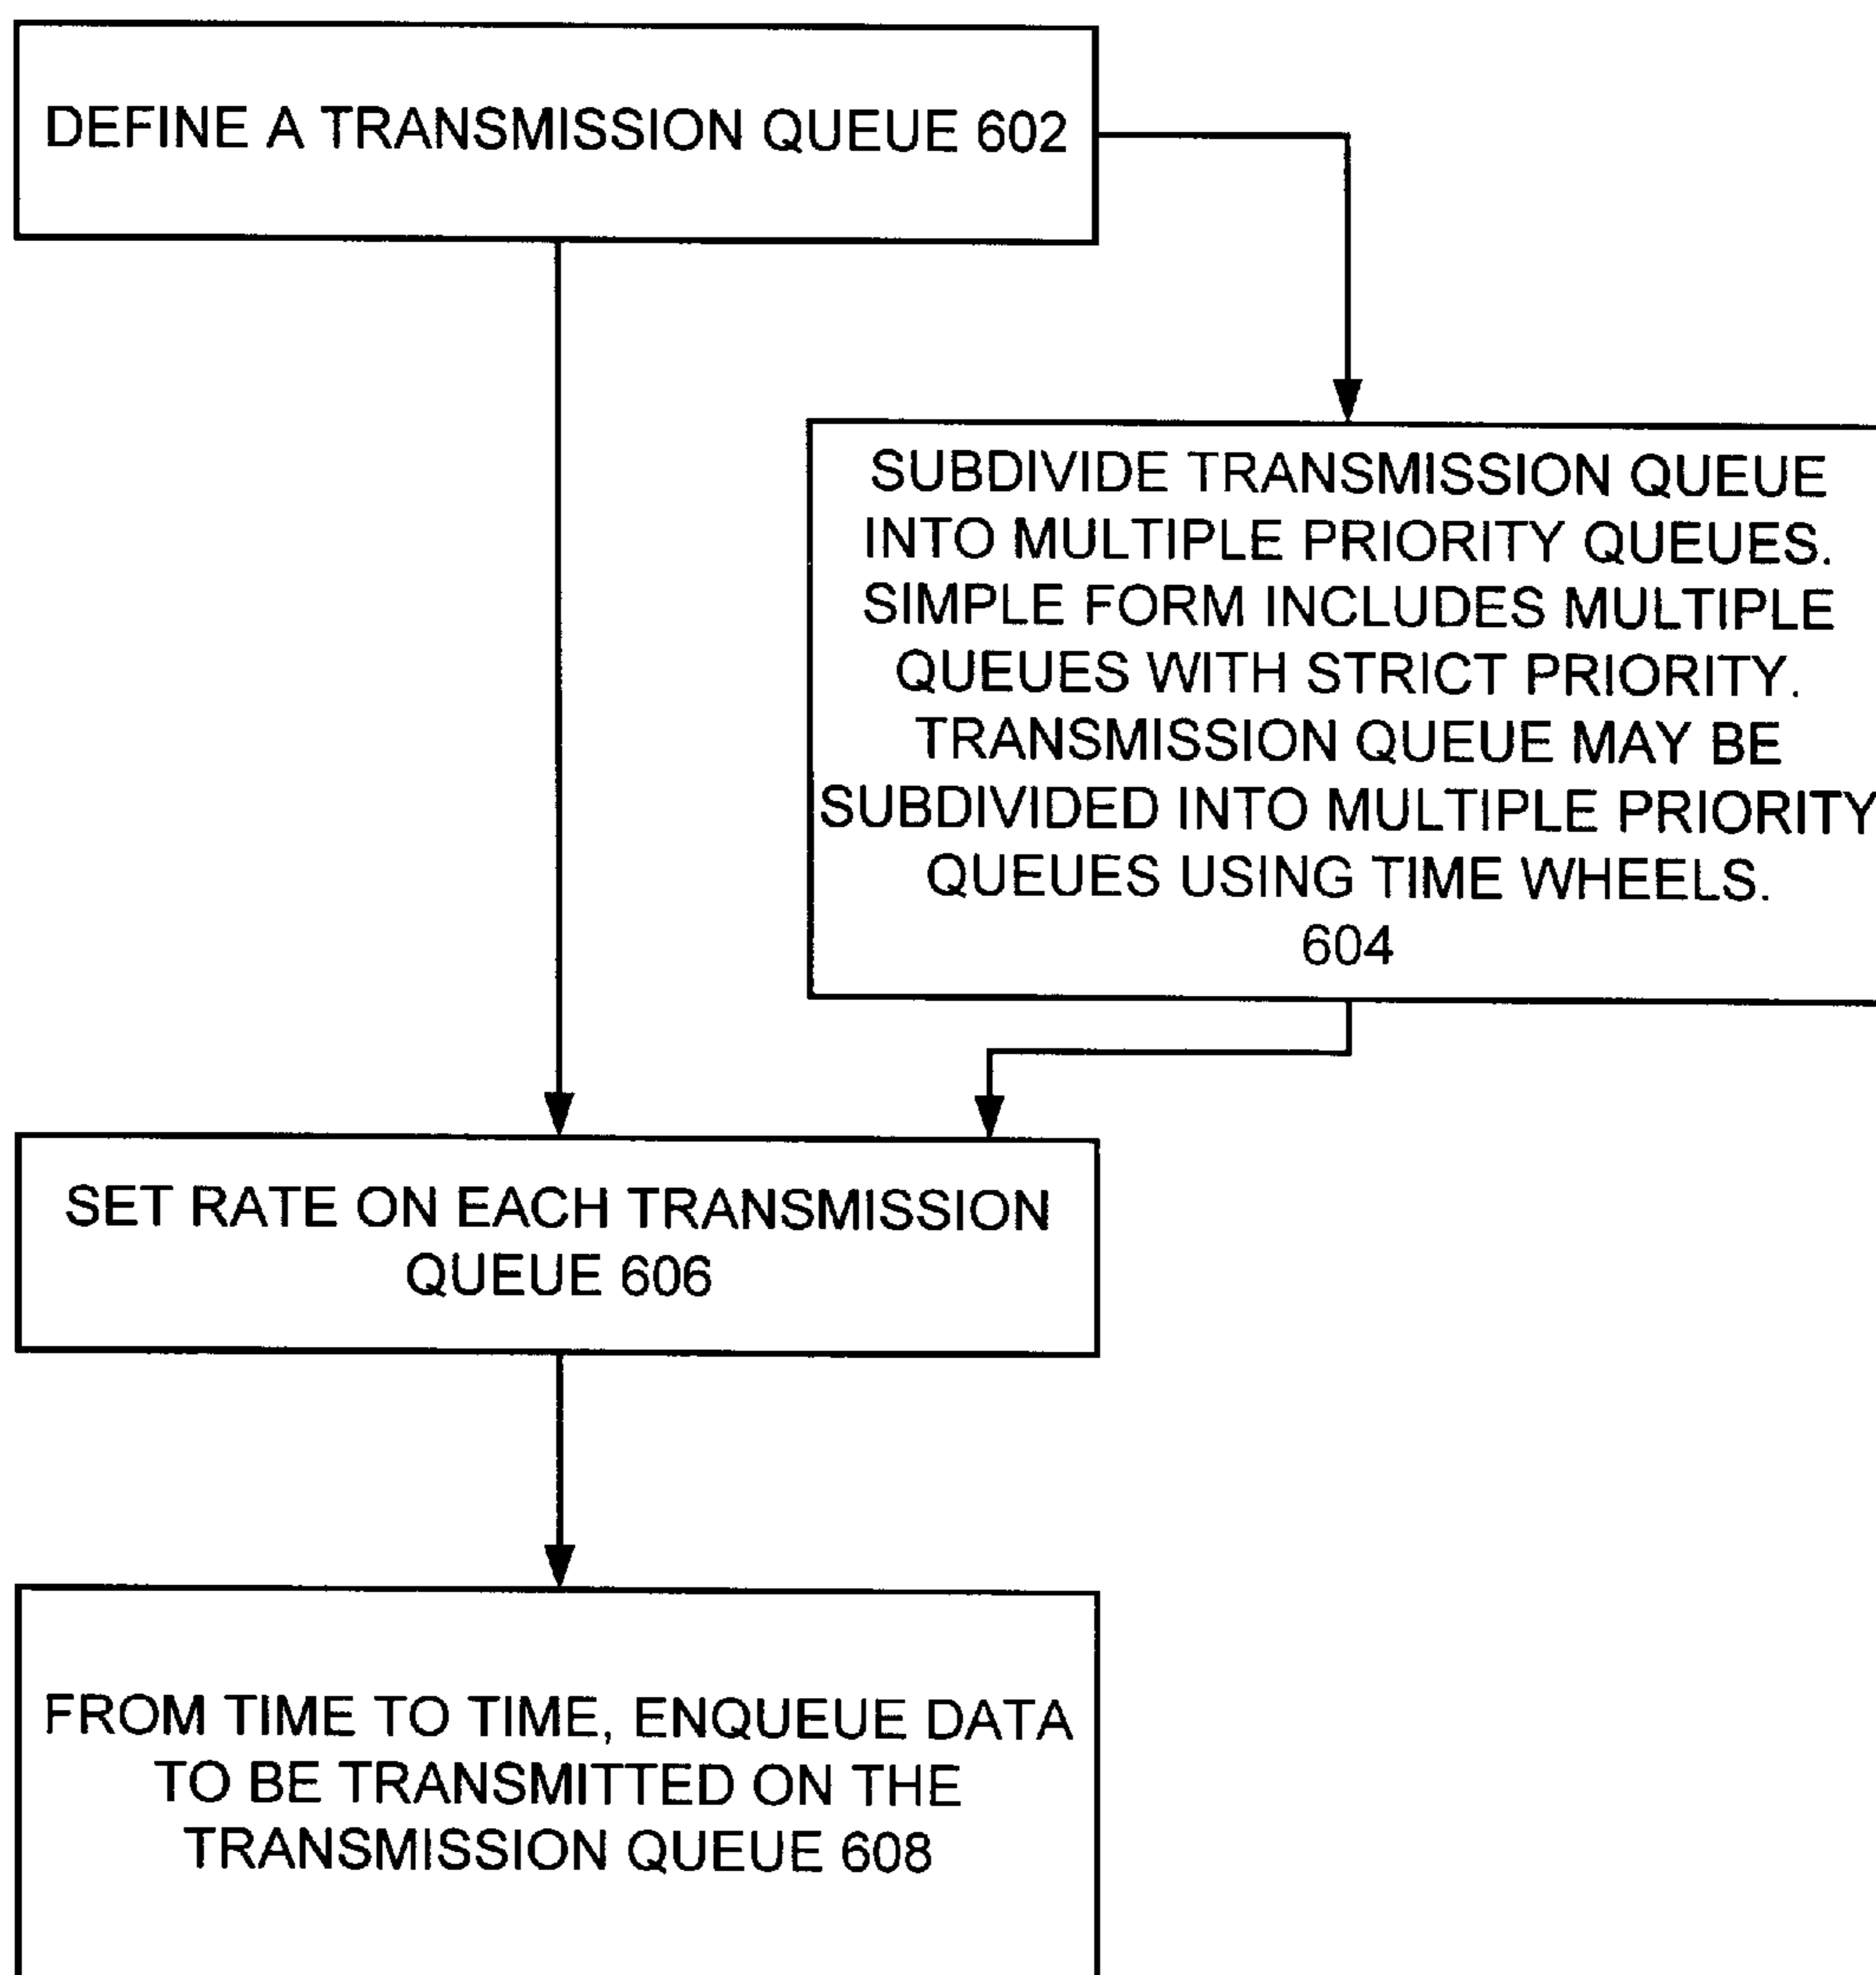 DEFINE A TRANSMISSION QUEUE 602
SUBDIVIDE TRANSMISSION QUEUE
INTO MULTIPLE PRIORITY QUEUES.
SIMPLE FORM INCLUDES MULTIPLE
QUEUES WITH STRICT PRIORITY.
TRANSMISSION QUEUE MAY BE
SUBDIVIDED INTO MULTIPLE PRIORITY
QUEUES USING TIME WHEELS.
604
SET RATE ON EACH TRANSMISSION
QUEUE 606
FROM TIME TO TIME, ENQUEUE DATA
TO BE TRANSMITTED ON THE
TRANSMISSION QUEUE 608